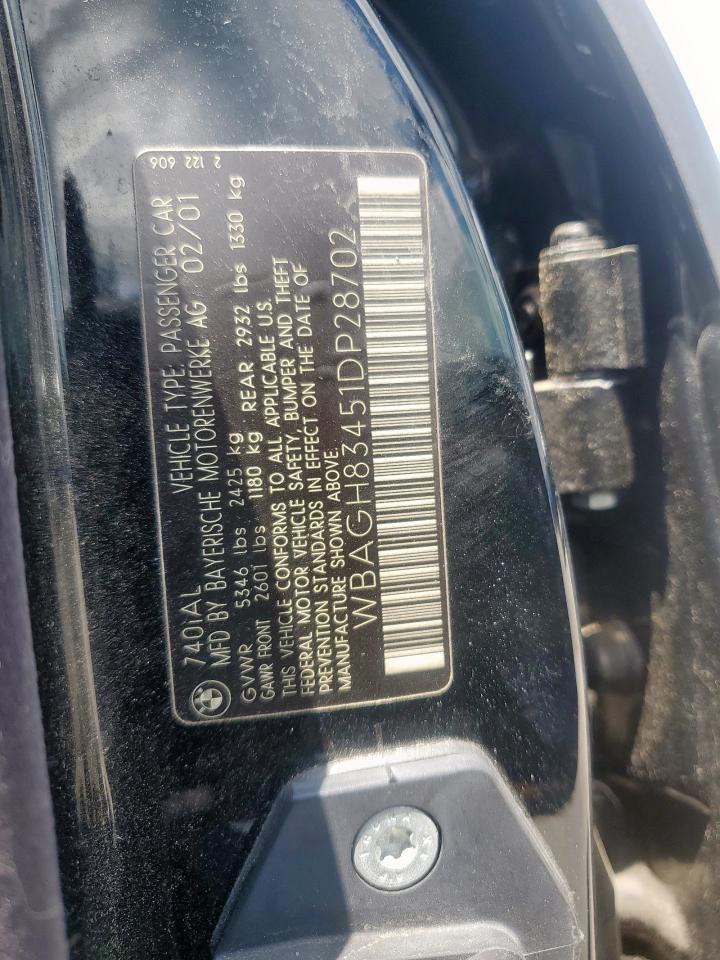 740iAL VEHICLE TYPE, PASSENGER CAR 2 122 606
MFD BY BAYERISCHE MOTORENWERKE AG 02/01
GVWR 5346 lbs 2425 kg
GAWR FRONT 2601 lbs 1180 kg REAR 2932 lbs 1330 kg
THIS VEHICLE CONFORMS TO ALL APPLICABLE U.S.
FEDERAL MOTOR VEHICLE SAFETY, BUMPER AND THEFT
PREVENTION STANDARDS IN EFFECT ON THE DATE OF
MANUFACTURE SHOWN ABOVE.
WBAGH83451DP28702
BMW